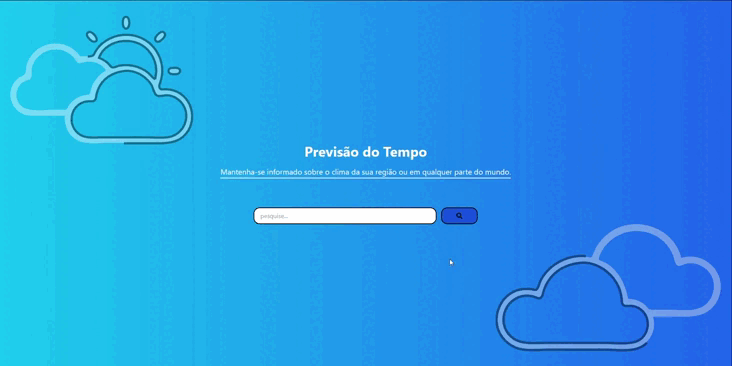 Previsão do Tempo
Mantenha-se informado sobre o clima da sua região ou em qualquer parte do mundo.
pesquisa...